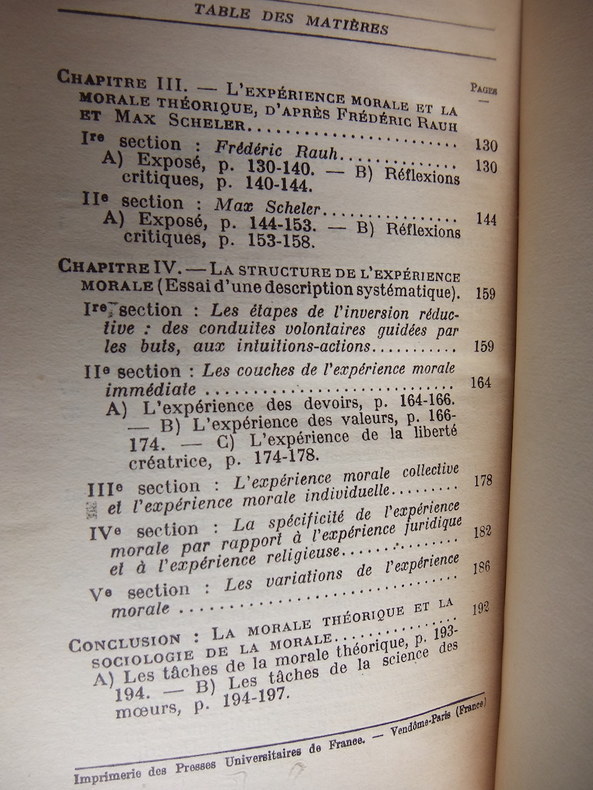 TABLE DES MATIÈRES
PAGES
CHAPITRE III. — L'EXPÉRIENCE MORALE ET LA
MORALE THÉORIQUE, D'APRÈS FRÉDÉRIC RAUH
ET MAX SCHELER.............................. 130
Ire section : Frédéric Rauh................ 130
A) Exposé, p. 130-140. — B) Réflexions
critiques, p. 140-144.
IIe section : Max Scheler.................. 144
A) Exposé, p. 144-153. — B) Réflexions
critiques, p. 153-158.
CHAPITRE IV. — LA STRUCTURE DE L'EXPÉRIENCE
MORALE (Essai d'une description systématique). 159
Ire section : Les étapes de l'inversion réduc-
tive : des conduites volontaires guidées par
les buts, aux intuitions-actions........... 159
IIe section : Les couches de l'expérience morale
immédiate ................................. 164
A) L'expérience des devoirs, p. 164-166.
— B) L'expérience des valeurs, p. 166-
174. — C) L'expérience de la liberté
créatrice, p. 174-178.
IIIe section : L'expérience morale collective
et l'expérience morale individuelle......... 178
IVe section : La spécificité de l'expérience
morale par rapport à l'expérience juridique
et à l'expérience religieuse............... 182
Ve section : Les variations de l'expérience
morale .................................... 186
CONCLUSION : LA MORALE THÉORIQUE ET LA
SOCIOLOGIE DE LA MORALE.................... 192
A) Les tâches de la morale théorique, p. 193-
194. — B) Les tâches de la science des
mœurs, p. 194-197.
Imprimerie des Presses Universitaires de France. — Vendôme-Paris (France)